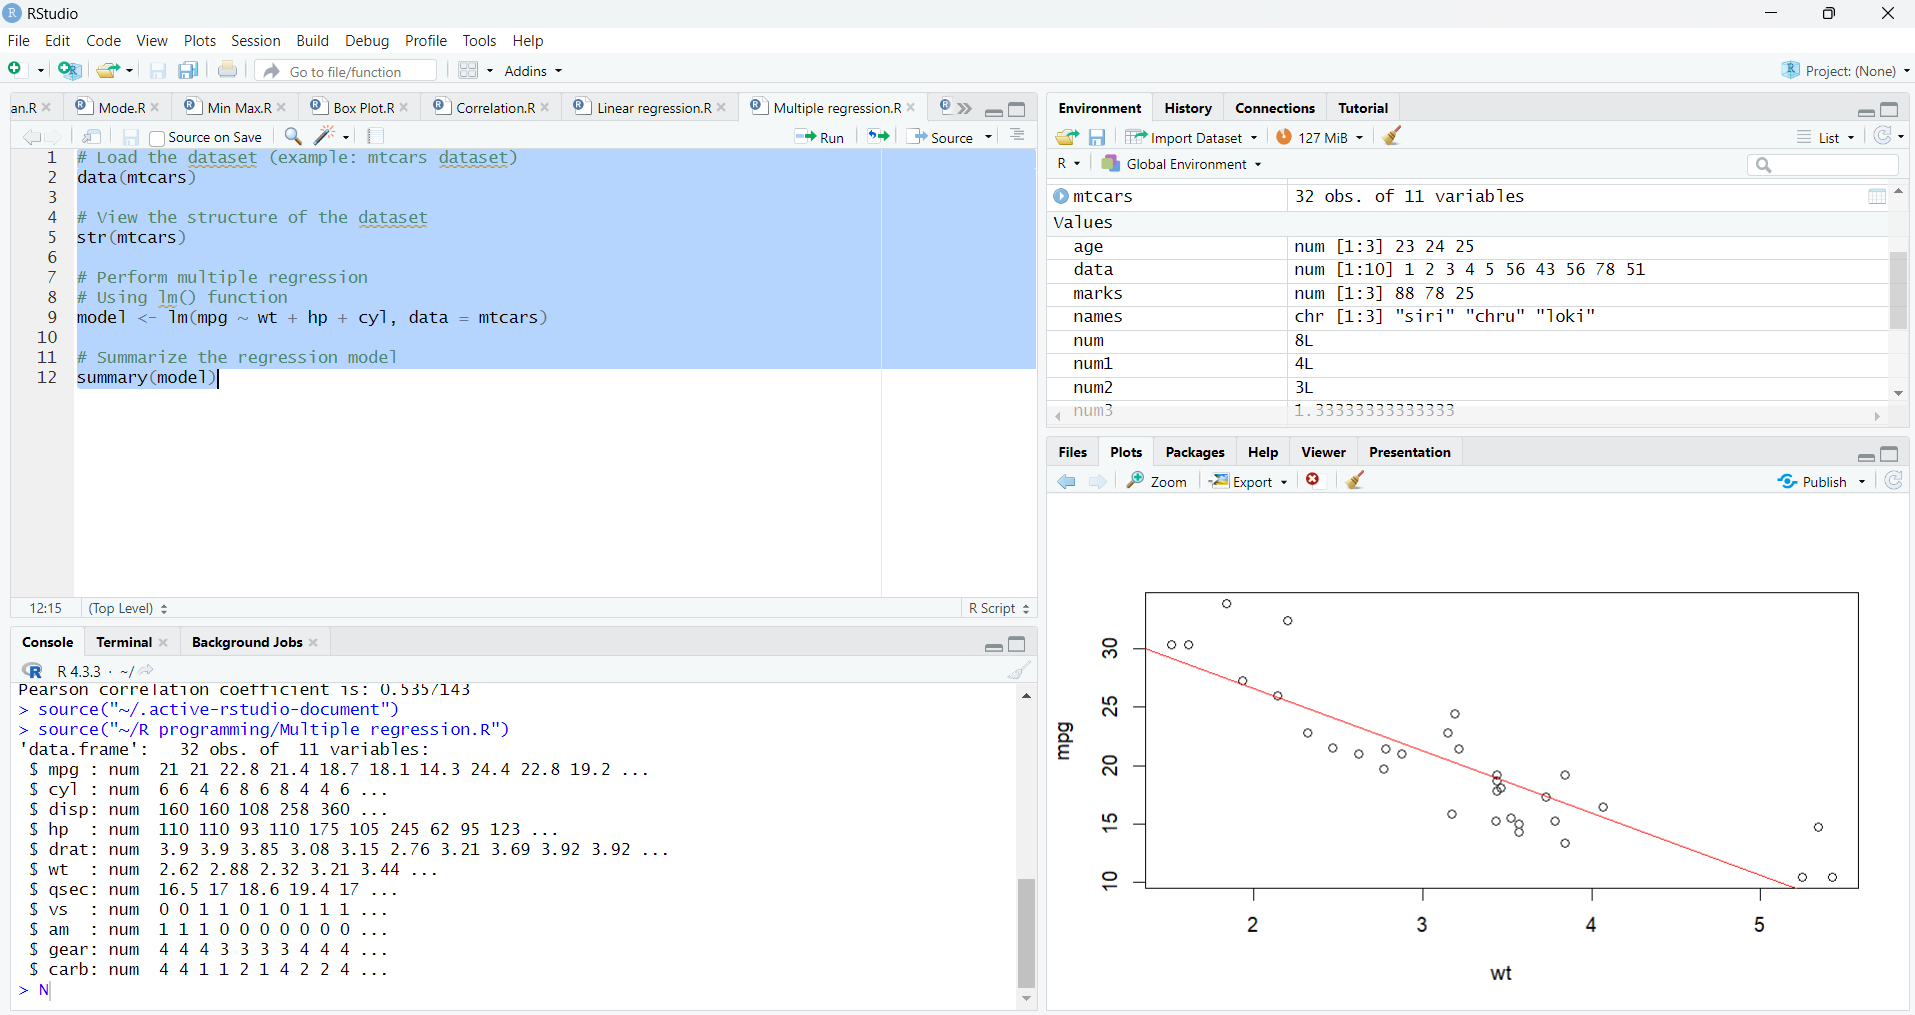 RStudio
File Edit Code View Plots Session Build Debug Profile Tools Help
Go to file/function Addins Project: (None)
an.R Mode.R Min Max.R Box Plot.R Correlation.R Linear regression.R Multiple regression.R
Source on Save Run Source
1 # Load the dataset (example: mtcars dataset)
2 data(mtcars)
3
4 # View the structure of the dataset
5 str(mtcars)
6
7 # Perform multiple regression
8 # Using lm() function
9 model <- lm(mpg ~ wt + hp + cyl, data = mtcars)
10
11 # Summarize the regression model
12 summary(model)
12:15 (Top Level) R Script
Console Terminal Background Jobs
R 4.3.3 · ~/
Pearson correlation coefficient is: 0.5357143
> source("~/.active-rstudio-document")
> source("~/R programming/Multiple regression.R")
'data.frame': 32 obs. of 11 variables:
$ mpg : num 21 21 22.8 21.4 18.7 18.1 14.3 24.4 22.8 19.2 ...
$ cyl : num 6 6 4 6 8 6 8 4 4 6 ...
$ disp: num 160 160 108 258 360 ...
$ hp : num 110 110 93 110 175 105 245 62 95 123 ...
$ drat: num 3.9 3.9 3.85 3.08 3.15 2.76 3.21 3.69 3.92 3.92 ...
$ wt : num 2.62 2.88 2.32 3.21 3.44 ...
$ qsec: num 16.5 17 18.6 19.4 17 ...
$ vs : num 0 0 1 1 0 1 0 1 1 1 ...
$ am : num 1 1 1 0 0 0 0 0 0 0 ...
$ gear: num 4 4 4 3 3 3 3 4 4 4 ...
$ carb: num 4 4 1 1 2 1 4 2 2 4 ...
> N
Environment History Connections Tutorial
Import Dataset 127 MiB List
R Global Environment
mtcars 32 obs. of 11 variables
Values
age num [1:3] 23 24 25
data num [1:10] 1 2 3 4 5 56 43 56 78 51
marks num [1:3] 88 78 25
names chr [1:3] "siri" "chru" "loki"
num 8L
num1 4L
num2 3L
num3 1.33333333333333
Files Plots Packages Help Viewer Presentation
Zoom Export Publish
mpg
30
25
20
15
10
2 3 4 5
wt